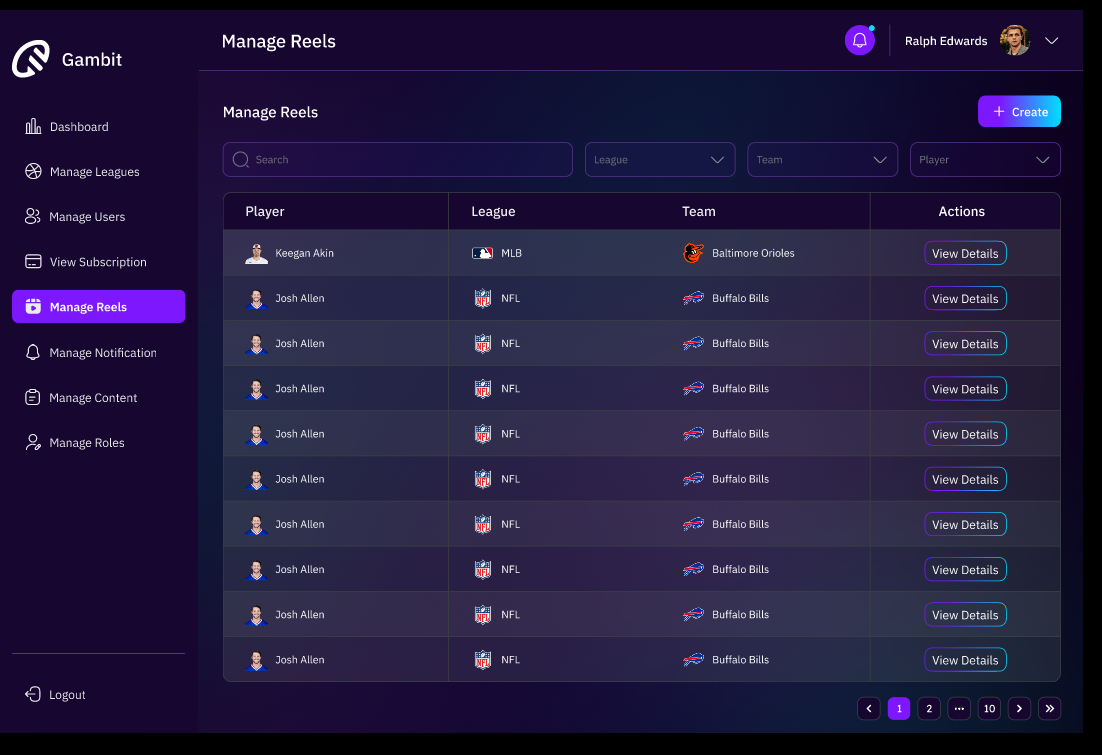 Gambit
Dashboard
Manage Leagues
Manage Users
View Subscription
Manage Reels
Manage Notification
Manage Content
Manage Roles
Logout
Manage Reels
Ralph Edwards
Manage Reels
+ Create
Search
League
Team
Player
Player League Team Actions
Keegan Akin MLB Baltimore Orioles View Details
Josh Allen NFL Buffalo Bills View Details
Josh Allen NFL Buffalo Bills View Details
Josh Allen NFL Buffalo Bills View Details
Josh Allen NFL Buffalo Bills View Details
Josh Allen NFL Buffalo Bills View Details
Josh Allen NFL Buffalo Bills View Details
Josh Allen NFL Buffalo Bills View Details
Josh Allen NFL Buffalo Bills View Details
Josh Allen NFL Buffalo Bills View Details
1 2 ... 10